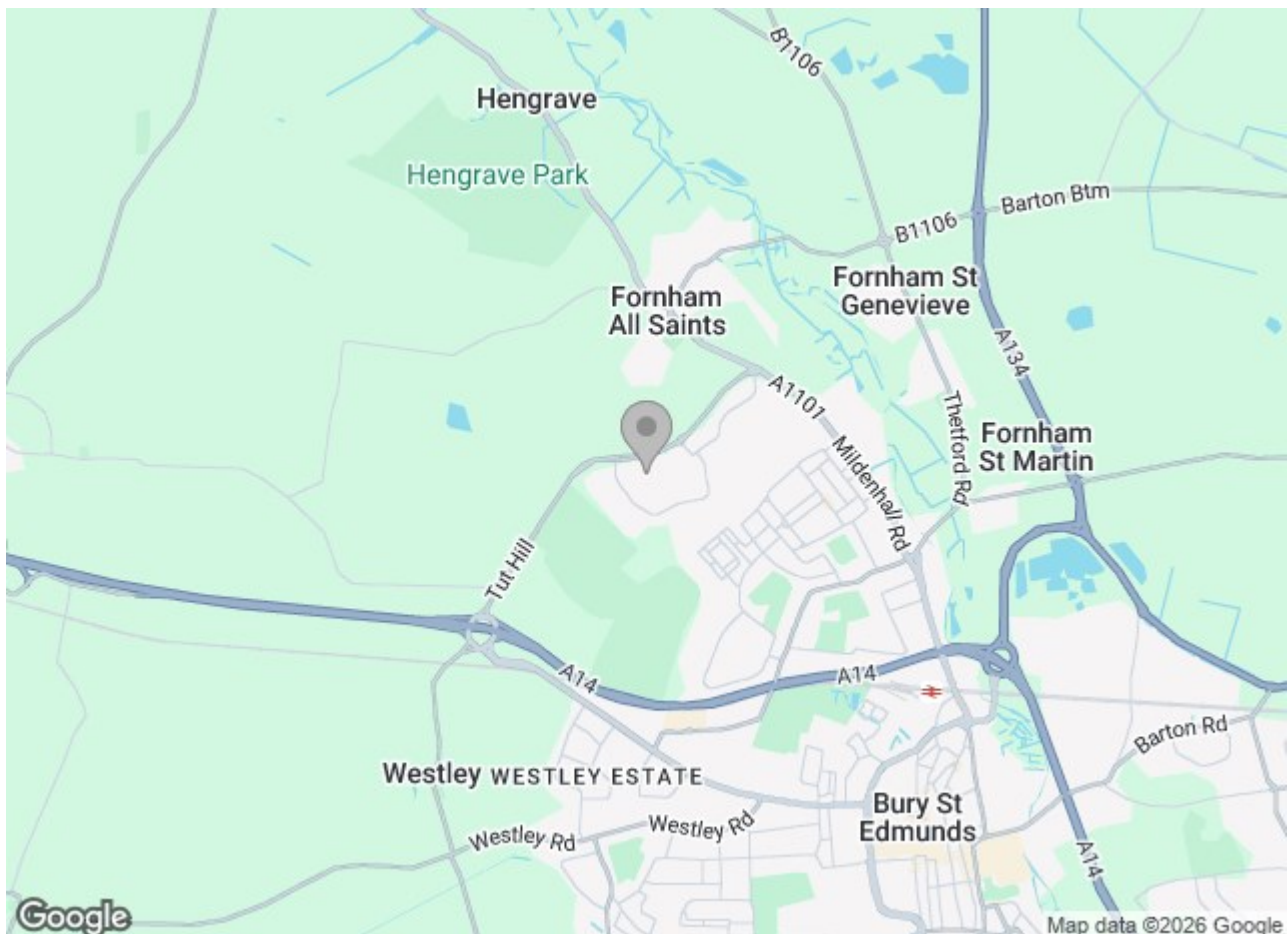 B1106
Hengrave
Hengrave Park
Barton Btm
B1106
Fornham St
Genevieve
Fornham
All Saints
A134
A1101
Thetford Rd
Mildenhall Rd
Fornham
St Martin
Tut Hill
A14
A14
Barton Rd
Westley
WESTLEY ESTATE
Bury St
Edmunds
Westley Rd
Westley Rd
A14
Google
Map data ©2026 Google